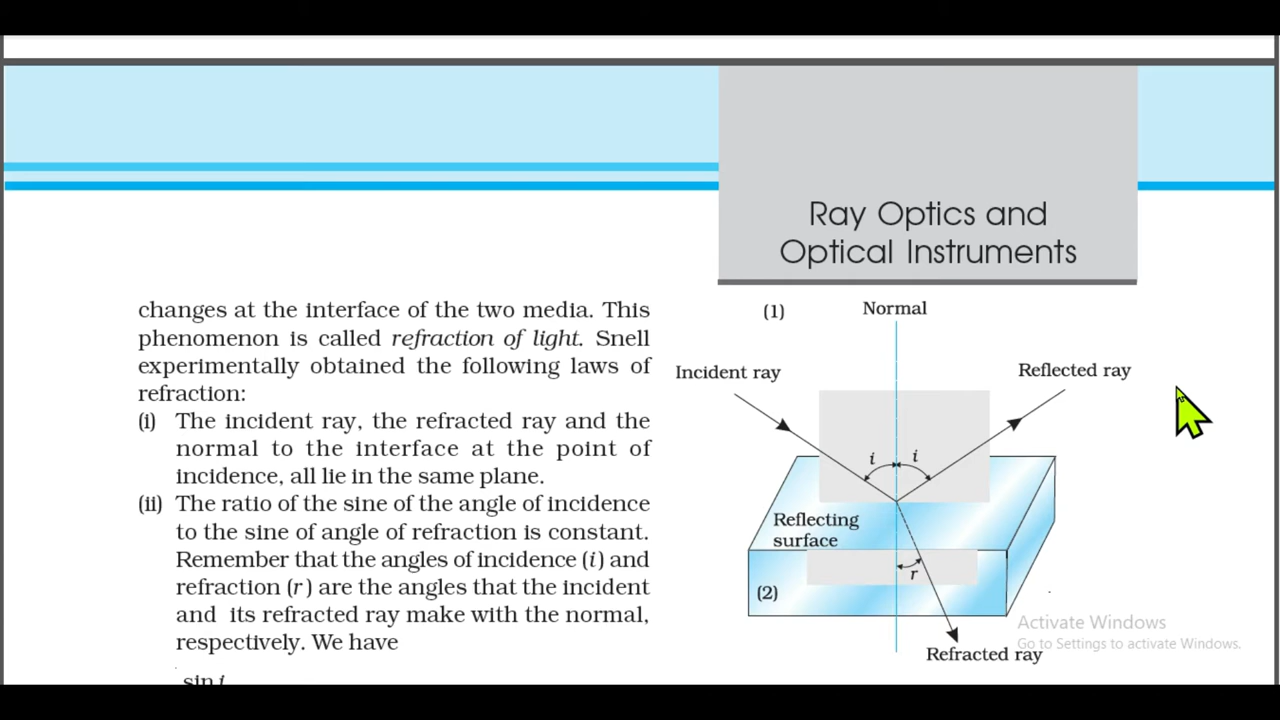 Ray Optics and
Optical Instruments
changes at the interface of the two media. This
phenomenon is called refraction of light. Snell
experimentally obtained the following laws of
refraction:
(i) The incident ray, the refracted ray and the
normal to the interface at the point of
incidence, all lie in the same plane.
(ii) The ratio of the sine of the angle of incidence
to the sine of angle of refraction is constant.
Remember that the angles of incidence (i) and
refraction (r) are the angles that the incident
and its refracted ray make with the normal,
respectively. We have
sin i
(1)
Normal
Incident ray
Reflected ray
i
i
Reflecting
surface
r
(2)
Refracted ray
Activate Windows
Go to Settings to activate Windows.